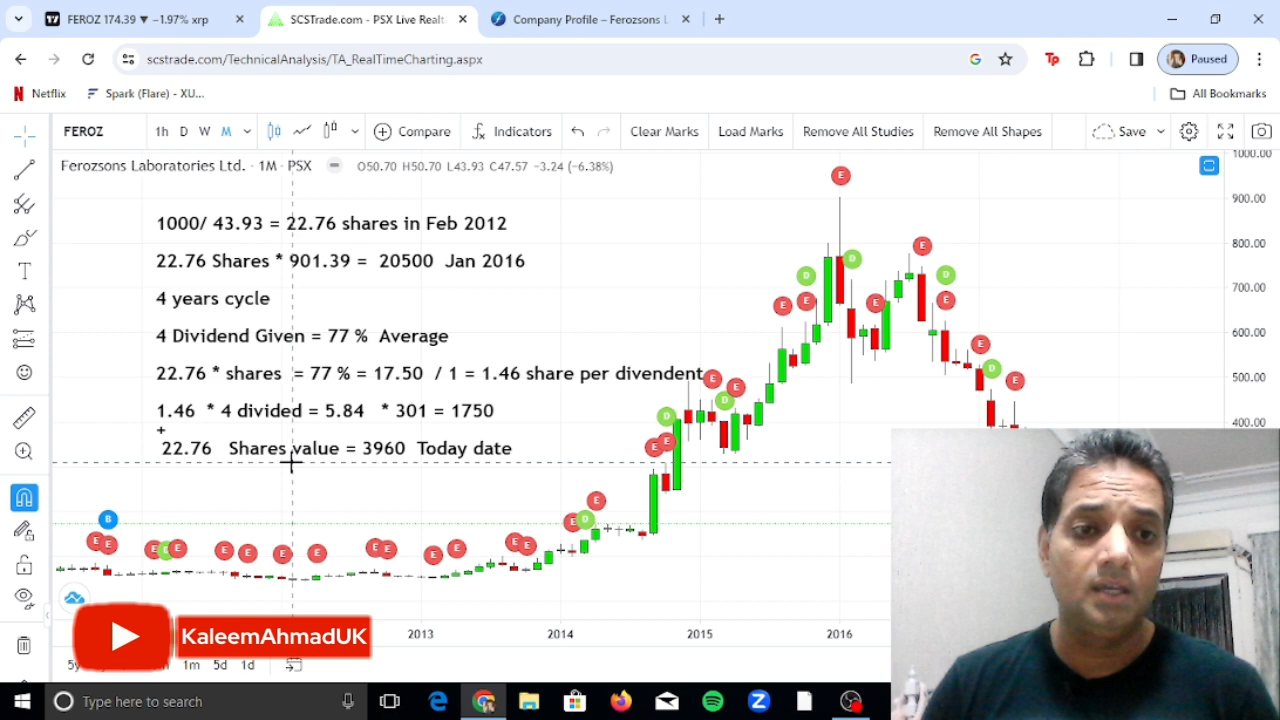 FEROZ 174.39 ▼ −1.97% xrp
SCSTrade.com - PSX Live Realt
Company Profile – Ferozsons L
scstrade.com/TechnicalAnalysis/TA_RealTimeCharting.aspx
Tp
Paused
Netflix
Spark (Flare) - XU...
All Bookmarks
FEROZ
1h D W M
Compare
Indicators
Clear Marks
Load Marks
Remove All Studies
Remove All Shapes
Save
Ferozsons Laboratories Ltd. · 1M · PSX
O50.70 H50.70 L43.93 C47.57 −3.24 (−6.38%)
1000.00
900.00
800.00
700.00
600.00
500.00
400.00
1000/ 43.93 = 22.76 shares in Feb 2012
22.76 Shares * 901.39 = 20500 Jan 2016
4 years cycle
4 Dividend Given = 77 % Average
22.76 * shares = 77 % = 17.50 / 1 = 1.46 share per divendent
1.46 * 4 divided = 5.84 * 301 = 1750
+
22.76 Shares value = 3960 Today date
2013 2014 2015 2016
KaleemAhmadUK
5y
1m 5d 1d
Type here to search